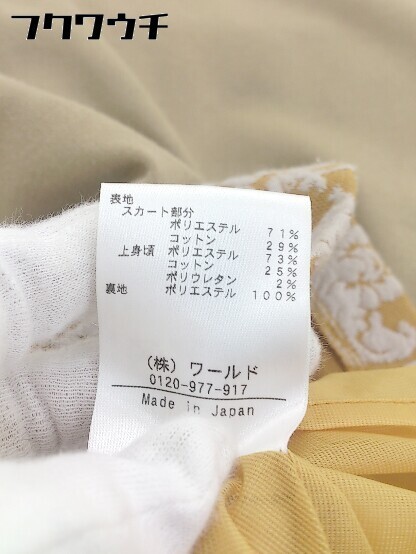 フクワウチ
表地
スカート部分
ポリエステル 71%
コットン 29%
上身頃 ポリエステル 73%
コットン 25%
ポリウレタン 2%
裏地 ポリエステル 100%
(株) ワールド
0120-977-917
Made in Japan